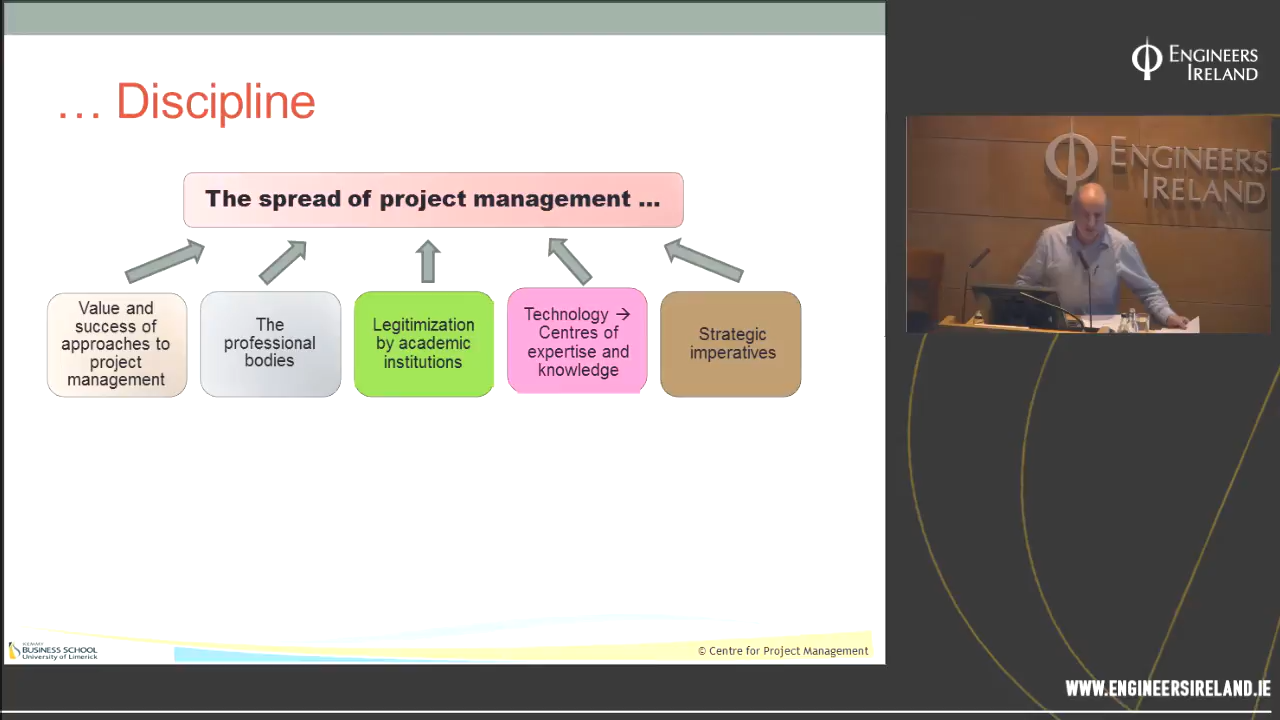 … Discipline
The spread of project management …
Value and
success of
approaches to
project
management
The
professional
bodies
Legitimization
by academic
institutions
Technology →
Centres of
expertise and
knowledge
Strategic
imperatives
BUSINESS SCHOOL
University of Limerick
© Centre for Project Management
ENGINEERS
IRELAND
ENGINEERS
IRELAND
WWW.ENGINEERSIRELAND.IE